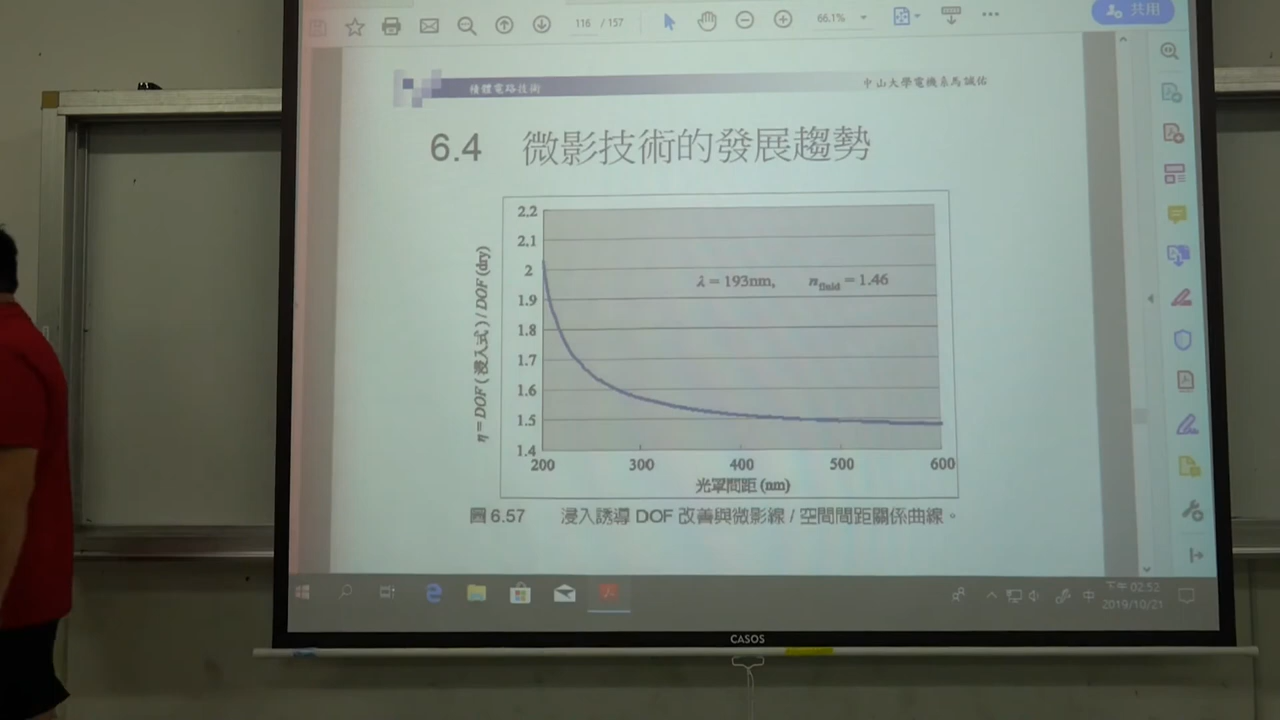 116 / 157
66.1%
共用
積體電路技術
中山大學電機系馬誠佑
6.4 微影技術的發展趨勢
η = DOF (浸入式) / DOF (dry)
2.2
2.1
2
1.9
1.8
1.7
1.6
1.5
1.4
λ = 193nm, nfluid = 1.46
200 300 400 500 600
光罩間距 (nm)
圖 6.57 浸入誘導 DOF 改善與微影線 / 空間間距關係曲線。
中
下午 02:52
2019/10/21
CASOS